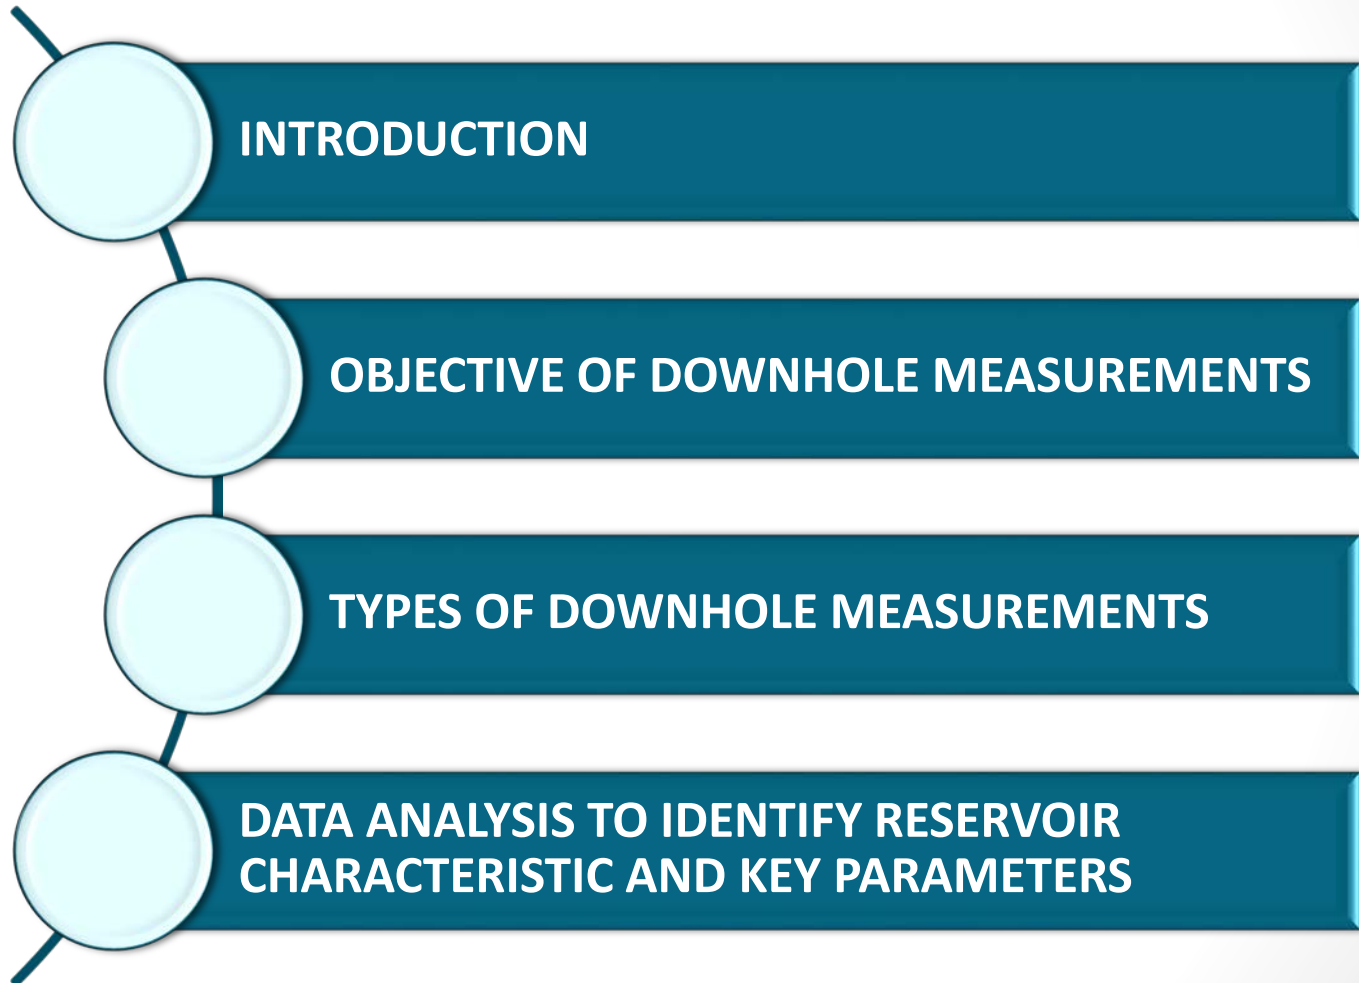 INTRODUCTION
OBJECTIVE OF DOWNHOLE MEASUREMENTS
TYPES OF DOWNHOLE MEASUREMENTS
DATA ANALYSIS TO IDENTIFY RESERVOIR
CHARACTERISTIC AND KEY PARAMETERS